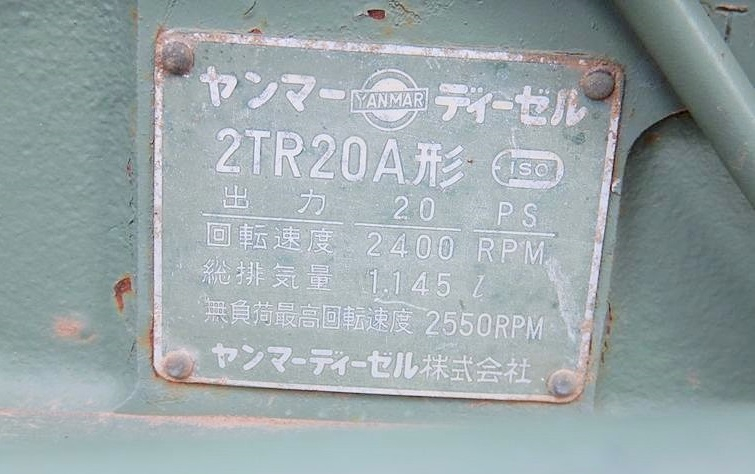 ヤンマー YANMAR ディーゼル
2TR20A形 ISO
出力 20 PS
回転速度 2400 RPM
総排気量 1.145 l
無負荷最高回転速度 2550RPM
ヤンマーディーゼル株式会社